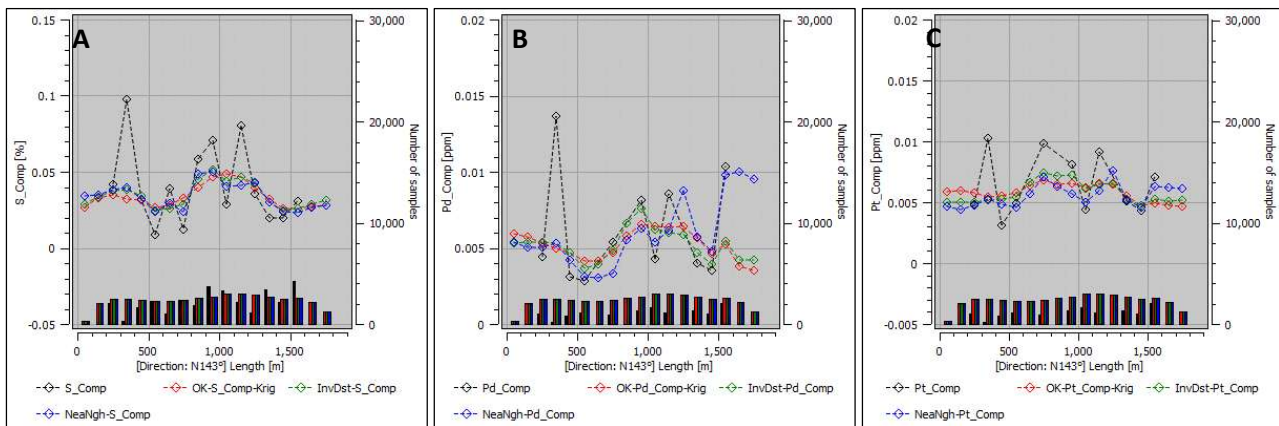 A
0.15
0.1
0.05
0
-0.05
S_Comp [%]
30,000
20,000
10,000
0
Number of samples
0 500 1,000 1,500
[Direction: N143º] Length [m]
S_Comp OK-S_Comp-Krig InvDst-S_Comp
NeaNgh-S_Comp
B
0.02
0.015
0.01
0.005
0
Pd_Comp [ppm]
30,000
20,000
10,000
0
Number of samples
0 500 1,000 1,500
[Direction: N143º] Length [m]
Pd_Comp OK-Pd_Comp-Krig InvDst-Pd_Comp
NeaNgh-Pd_Comp
C
0.02
0.015
0.01
0.005
0
-0.005
Pt_Comp [ppm]
30,000
20,000
10,000
0
Number of samples
0 500 1,000 1,500
[Direction: N143º] Length [m]
Pt_Comp OK-Pt_Comp-Krig InvDst-Pt_Comp
NeaNgh-Pt_Comp